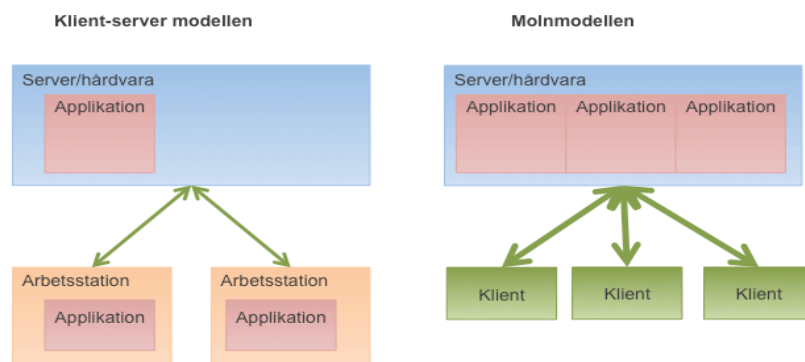 Klient-server modellen
Molnmodellen
Server/hårdvara
Applikation
Arbetsstation
Applikation
Arbetsstation
Applikation
Server/hårdvara
Applikation
Applikation
Applikation
Klient
Klient
Klient